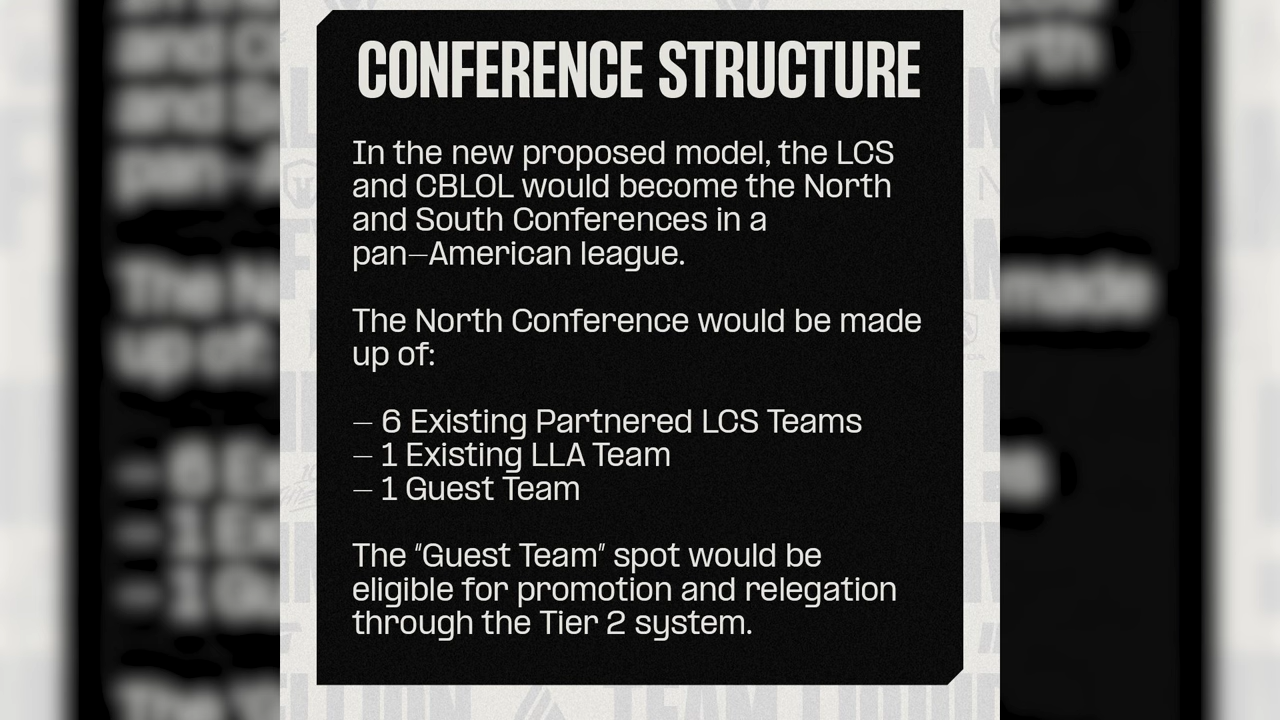 CONFERENCE STRUCTURE
In the new proposed model, the LCS
and CBLOL would become the North
and South Conferences in a
pan–American league.
The North Conference would be made
up of:
– 6 Existing Partnered LCS Teams
– 1 Existing LLA Team
– 1 Guest Team
The "Guest Team" spot would be
eligible for promotion and relegation
through the Tier 2 system.